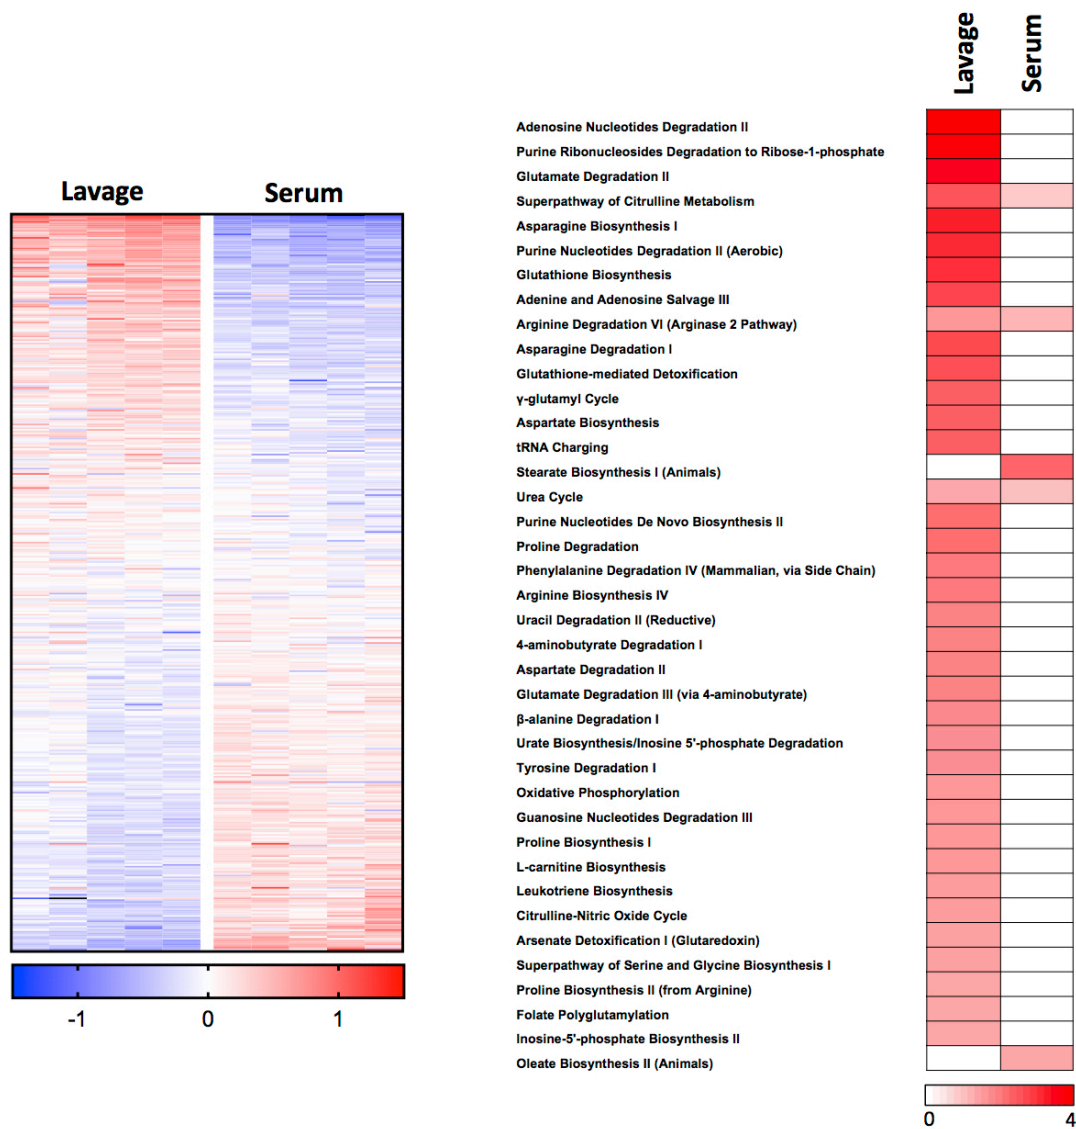 Lavage Serum
-1 0 1
Lavage Serum
Adenosine Nucleotides Degradation II
Purine Ribonucleosides Degradation to Ribose-1-phosphate
Glutamate Degradation II
Superpathway of Citrulline Metabolism
Asparagine Biosynthesis I
Purine Nucleotides Degradation II (Aerobic)
Glutathione Biosynthesis
Adenine and Adenosine Salvage III
Arginine Degradation VI (Arginase 2 Pathway)
Asparagine Degradation I
Glutathione-mediated Detoxification
γ-glutamyl Cycle
Aspartate Biosynthesis
tRNA Charging
Stearate Biosynthesis I (Animals)
Urea Cycle
Purine Nucleotides De Novo Biosynthesis II
Proline Degradation
Phenylalanine Degradation IV (Mammalian, via Side Chain)
Arginine Biosynthesis IV
Uracil Degradation II (Reductive)
4-aminobutyrate Degradation I
Aspartate Degradation II
Glutamate Degradation III (via 4-aminobutyrate)
β-alanine Degradation I
Urate Biosynthesis/Inosine 5'-phosphate Degradation
Tyrosine Degradation I
Oxidative Phosphorylation
Guanosine Nucleotides Degradation III
Proline Biosynthesis I
L-carnitine Biosynthesis
Leukotriene Biosynthesis
Citrulline-Nitric Oxide Cycle
Arsenate Detoxification I (Glutaredoxin)
Superpathway of Serine and Glycine Biosynthesis I
Proline Biosynthesis II (from Arginine)
Folate Polyglutamylation
Inosine-5'-phosphate Biosynthesis II
Oleate Biosynthesis II (Animals)
0 4